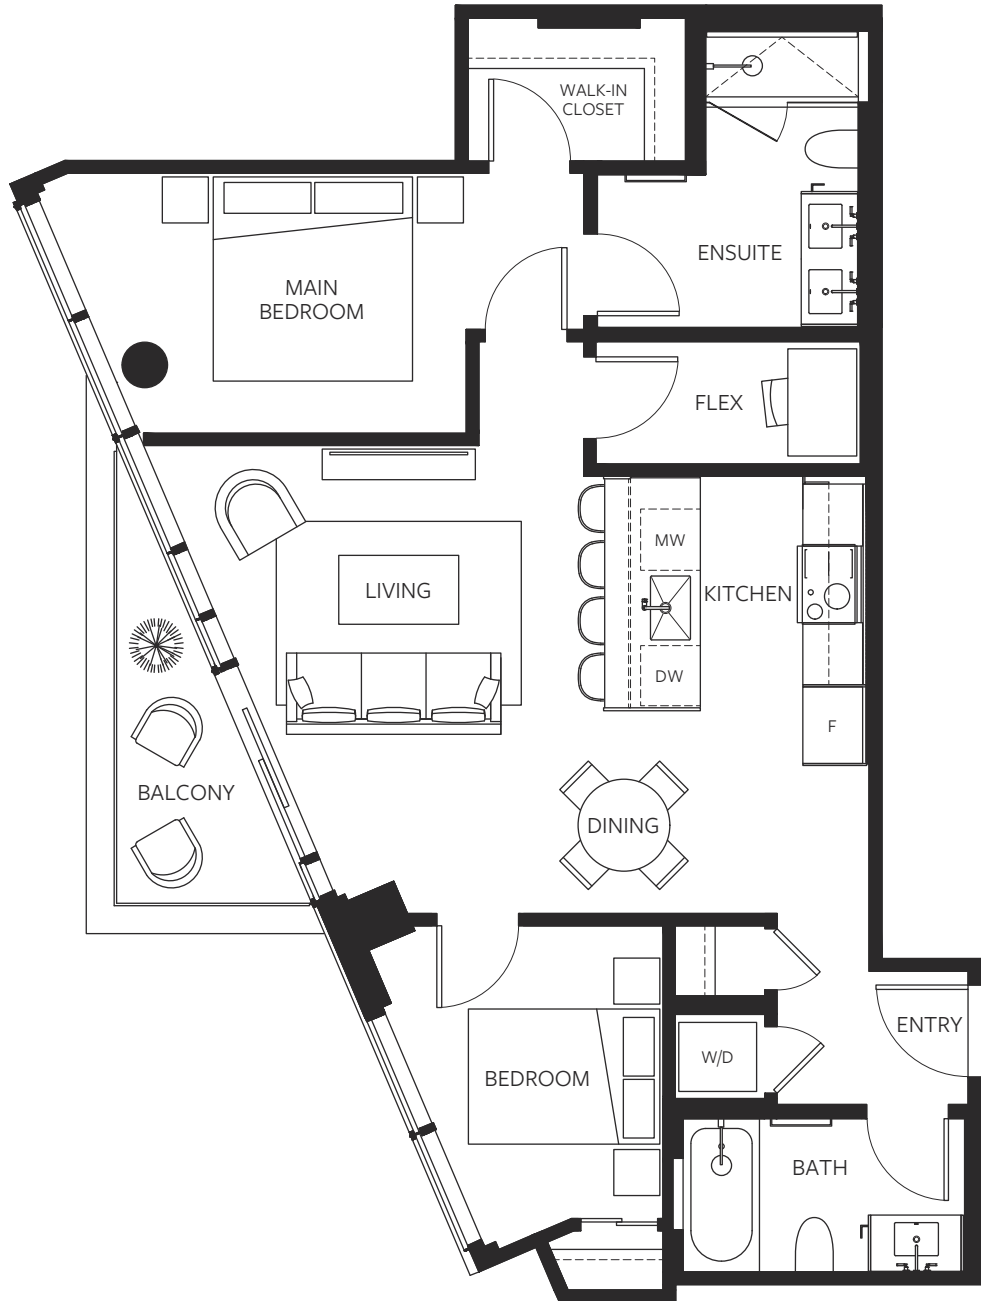 WALK-IN
CLOSET
ENSUITE
MAIN
BEDROOM
FLEX
MW
LIVING
KITCHEN
DW
F
BALCONY
DINING
ENTRY
W/D
BEDROOM
BATH